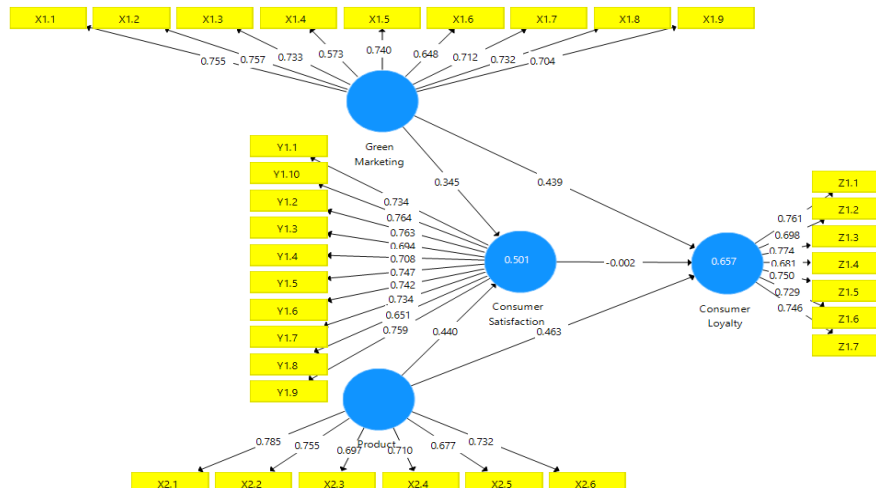 X1.1 X1.2 X1.3 X1.4 X1.5 X1.6 X1.7 X1.8 X1.9
0.755 0.757 0.733 0.573 0.740 0.648 0.712 0.732 0.704
Green
Marketing
0.345
0.439
Y1.1
Y1.10
Y1.2
Y1.3
Y1.4
Y1.5
Y1.6
Y1.7
Y1.8
Y1.9
0.734
0.764
0.763
0.694
0.708
0.747
0.742
0.734
0.651
0.759
0.501
Consumer
Satisfaction
-0.002
0.657
Consumer
Loyalty
0.761
0.698
0.774
0.681
0.750
0.729
0.746
Z1.1
Z1.2
Z1.3
Z1.4
Z1.5
Z1.6
Z1.7
0.440
0.463
Product
0.785 0.755 0.697 0.710 0.677 0.732
X2.1 X2.2 X2.3 X2.4 X2.5 X2.6